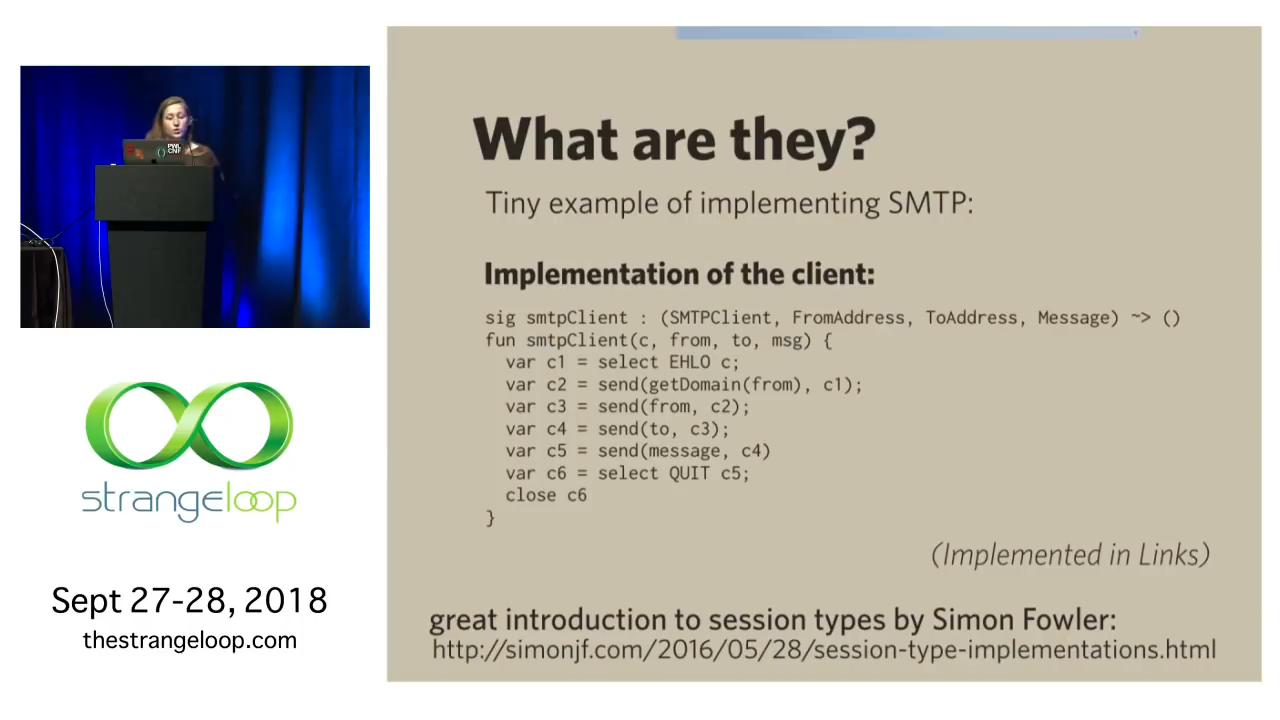 PWL
CNF
strangeloop
Sept 27-28, 2018
thestrangeloop.com
What are they?
Tiny example of implementing SMTP:
Implementation of the client:
sig smtpClient : (SMTPClient, FromAddress, ToAddress, Message) ~> ()
fun smtpClient(c, from, to, msg) {
var c1 = select EHLO c;
var c2 = send(getDomain(from), c1);
var c3 = send(from, c2);
var c4 = send(to, c3);
var c5 = send(message, c4)
var c6 = select QUIT c5;
close c6
}
(Implemented in Links)
great introduction to session types by Simon Fowler:
http://simonjf.com/2016/05/28/session-type-implementations.html